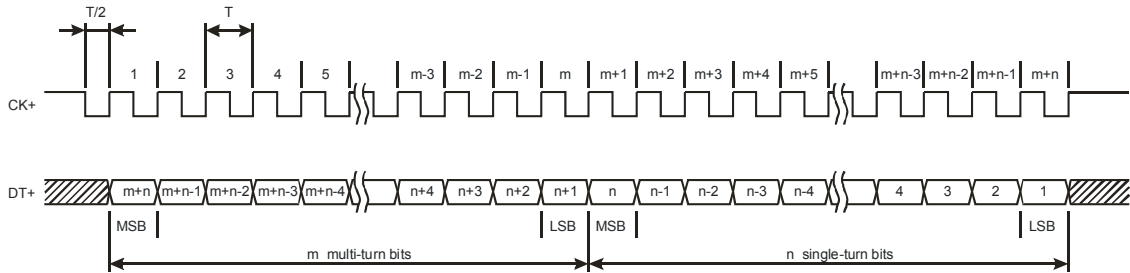 T/2 T
1 2 3 4 5 m-3 m-2 m-1 m m+1 m+2 m+3 m+4 m+5 m+n-3 m+n-2 m+n-1 m+n
CK+
DT+ m+n m+n-1 m+n-2 m+n-3 m+n-4 n+4 n+3 n+2 n+1 n n-1 n-2 n-3 n-4 4 3 2 1
MSB LSB MSB LSB
m multi-turn bits n single-turn bits